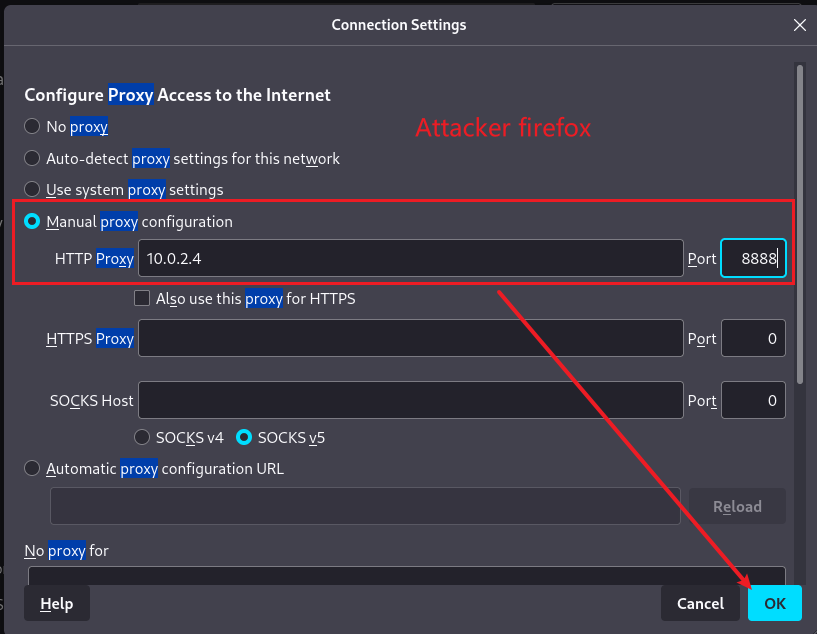 Connection Settings
Configure Proxy Access to the Internet
Attacker firefox
No proxy
Auto-detect proxy settings for this network
Use system proxy settings
Manual proxy configuration
HTTP Proxy 10.0.2.4 Port 8888
Also use this proxy for HTTPS
HTTPS Proxy Port 0
SOCKS Host Port 0
SOCKS v4 SOCKS v5
Automatic proxy configuration URL
Reload
No proxy for
Help Cancel OK